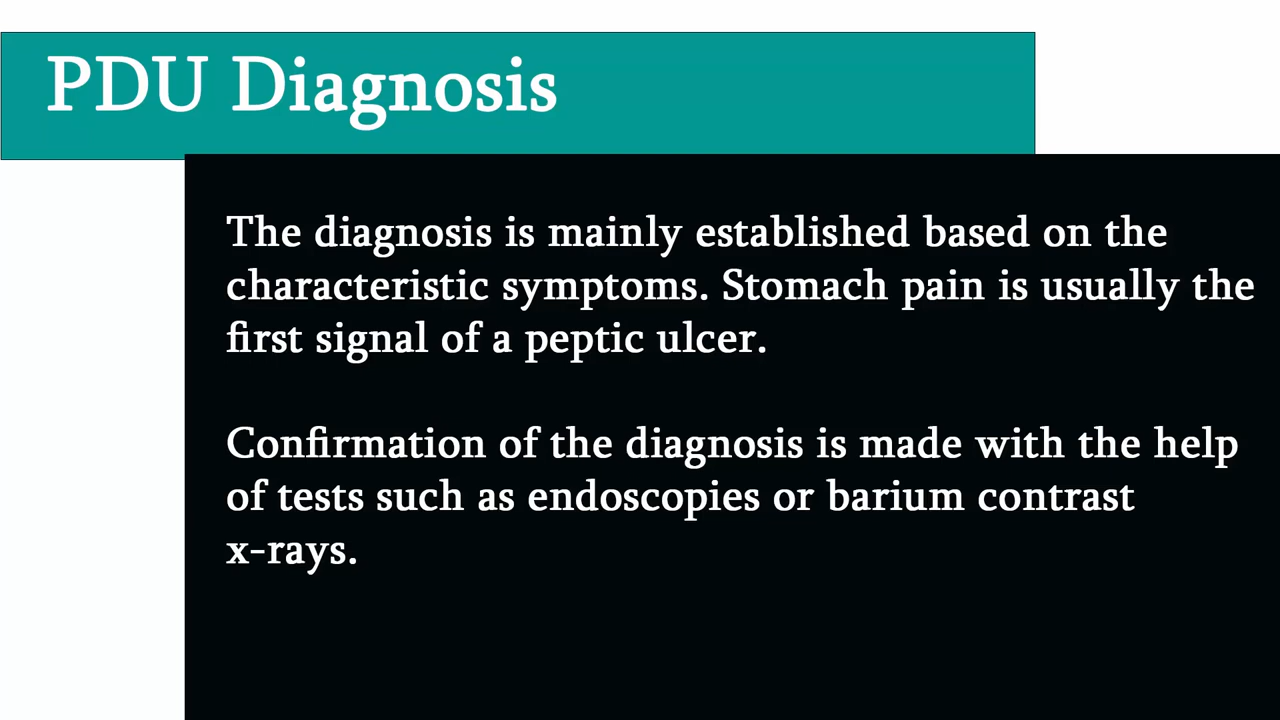 PDU Diagnosis
The diagnosis is mainly established based on the
characteristic symptoms. Stomach pain is usually the
first signal of a peptic ulcer.
Confirmation of the diagnosis is made with the help
of tests such as endoscopies or barium contrast
x-rays.